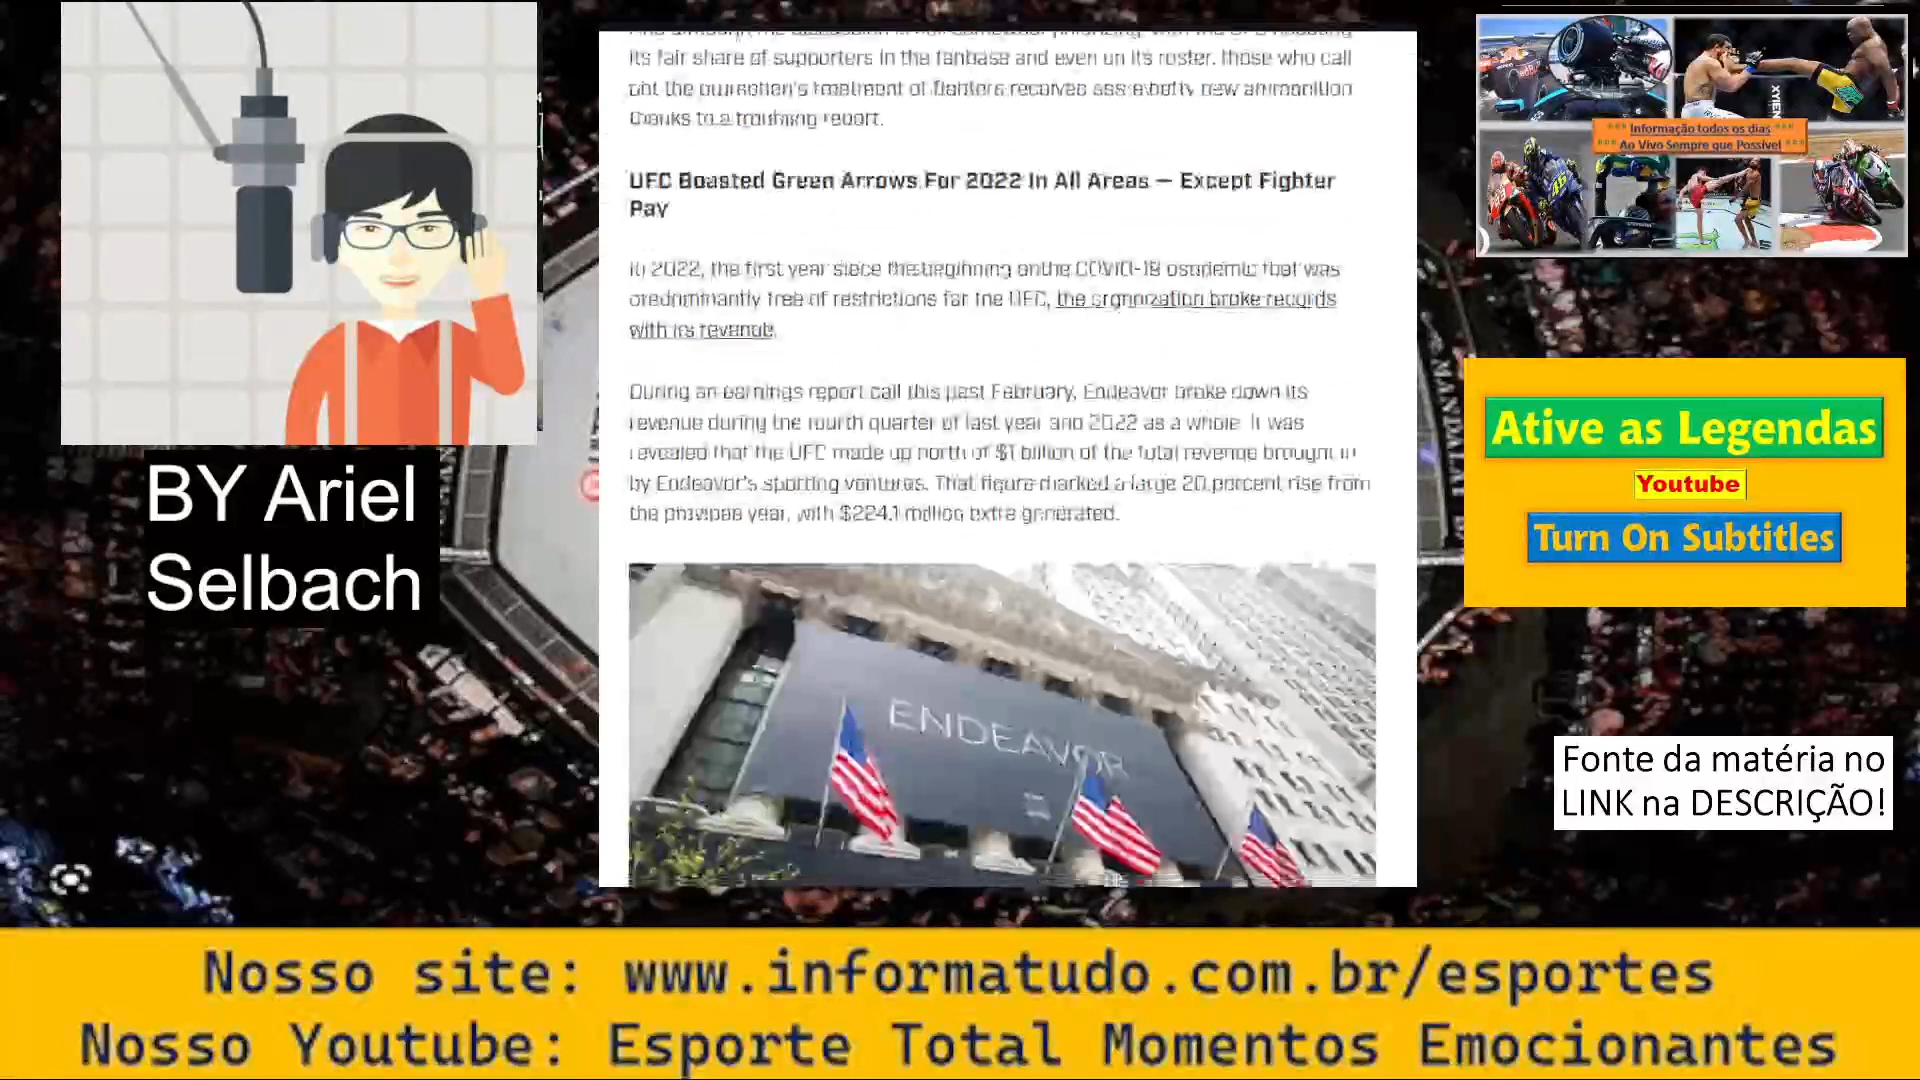 its fair share of supporters in the fanbase and even on its roster. Those who call
out the promotion's treatment of fighters received assembly new ammunition
thanks to a troubling report.
UFC Boasted Green Arrows For 2022 In All Areas — Except Fighter
Pay
In 2022, the first year since the beginning of the COVID-19 pandemic that was
predominantly free of restrictions for the UFC, the organization broke records
with its revenue.
During an earnings report call this past February, Endeavor broke down its
revenue during the fourth quarter of last year and 2022 as a whole. It was
revealed that the UFC made up north of $1 billion of the total revenue brought in
by Endeavor's sporting ventures. That figure marked a large 20 percent rise from
the previous year, with $224.1 million extra generated.
ENDEAVOR
BY Ariel
Selbach
Informação todos os dias
Ao Vivo Sempre que Possível
Ative as Legendas
Youtube
Turn On Subtitles
Fonte da matéria no
LINK na DESCRIÇÃO!
Nosso site: www.informatudo.com.br/esportes
Nosso Youtube: Esporte Total Momentos Emocionantes